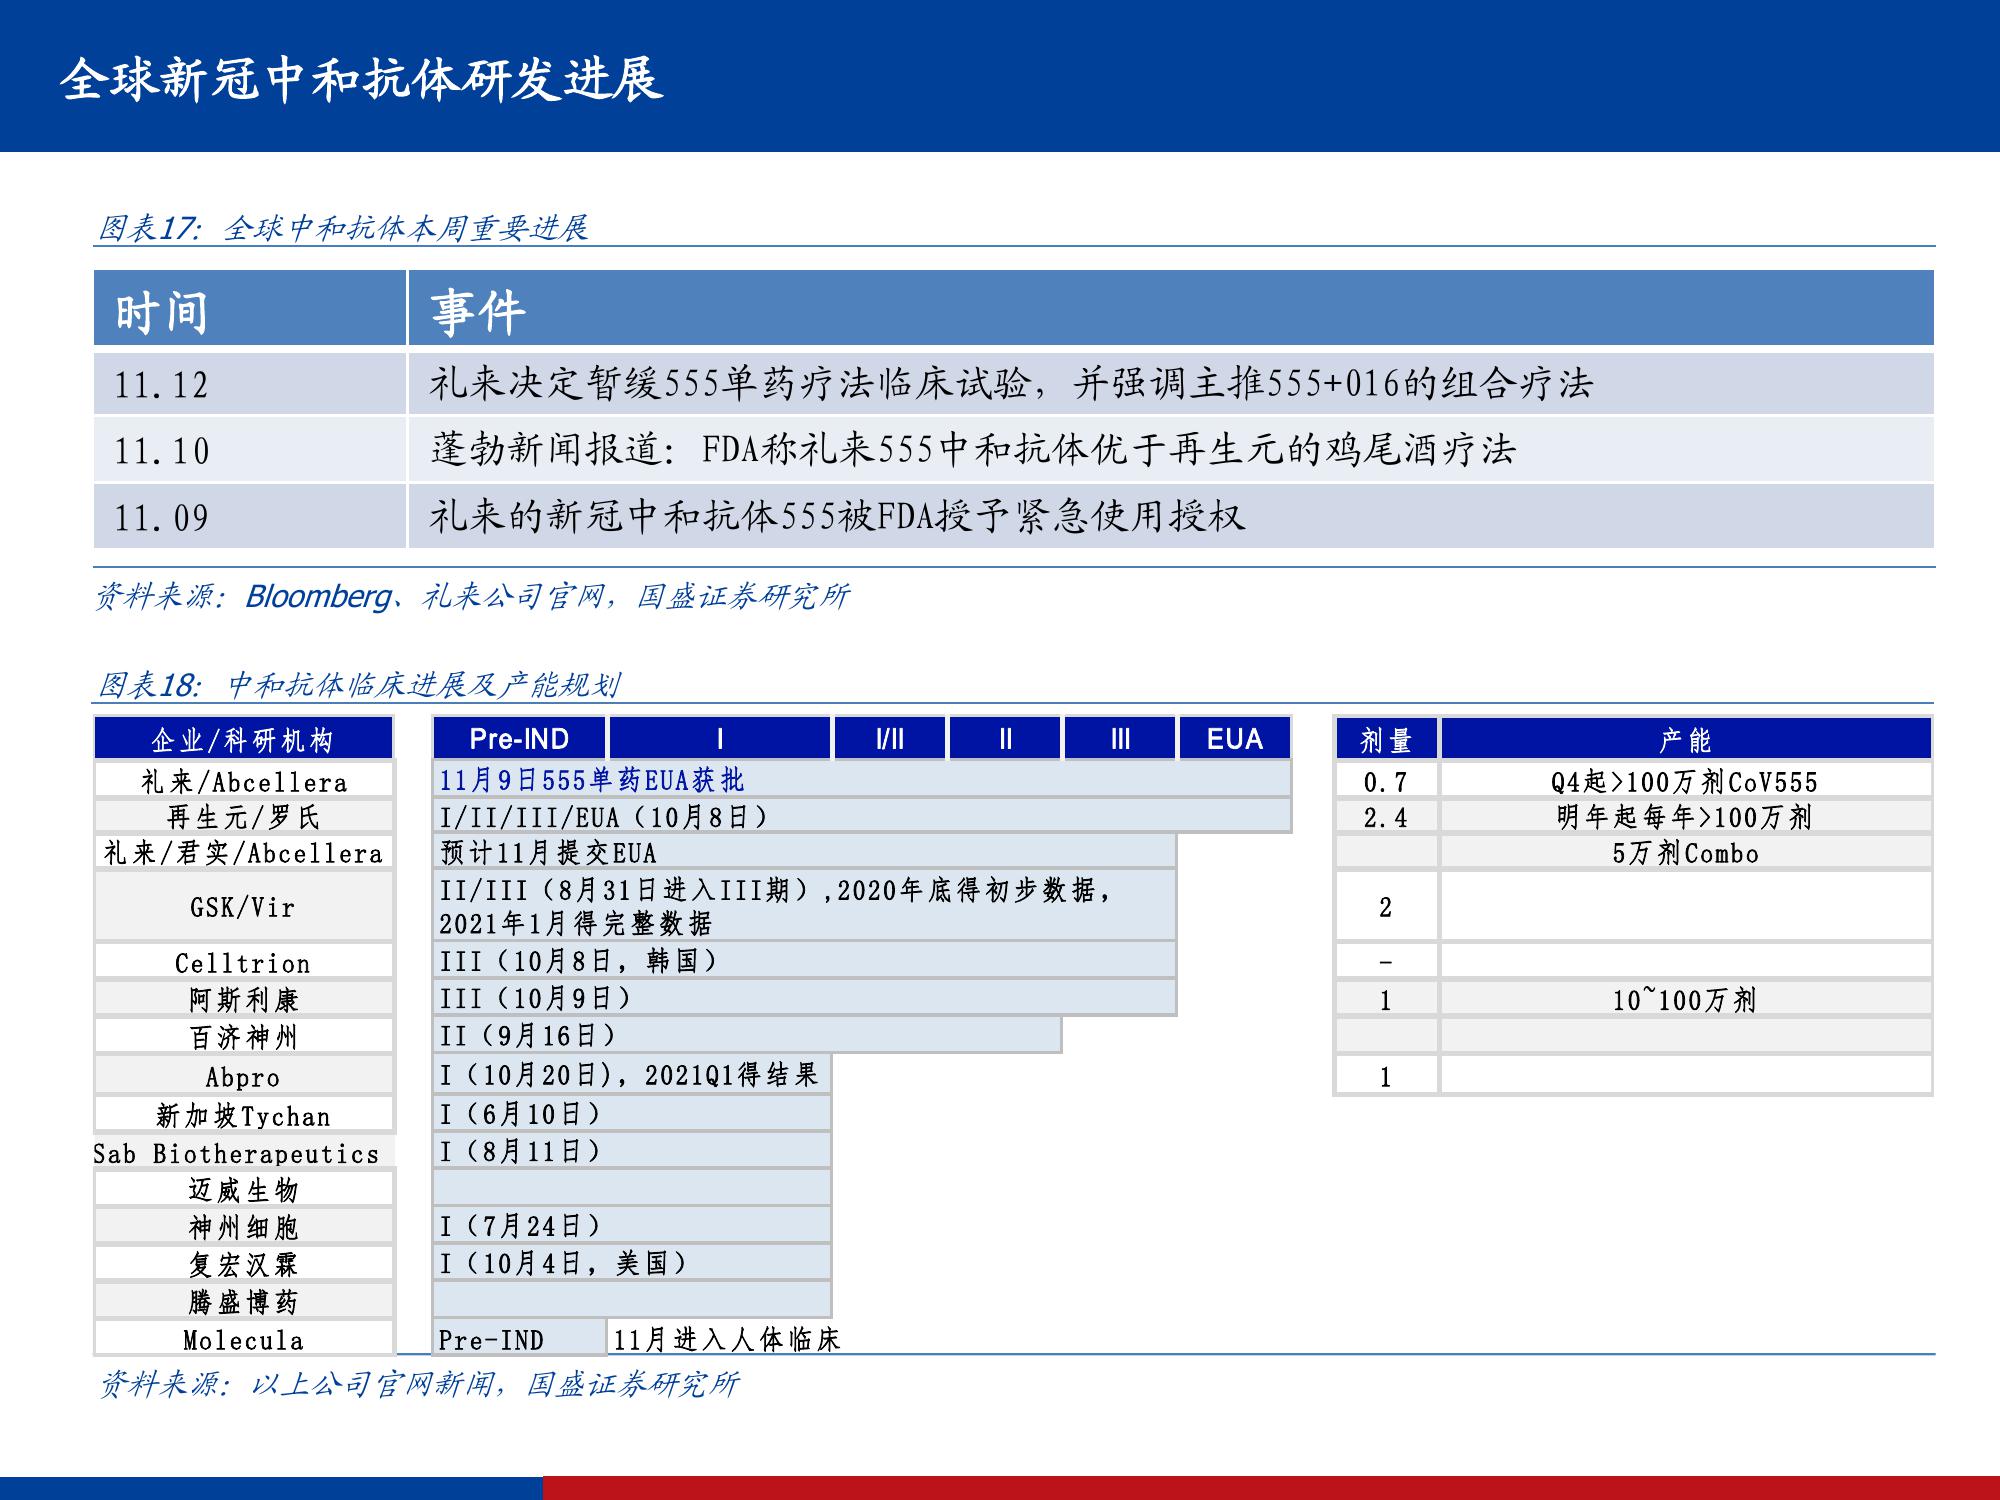 全球新冠中和抗体研发进展
图表17：全球中和抗体本周重要进展
时间 事件
11.12 礼来决定暂缓555单药疗法临床试验，并强调主推555+016的组合疗法
11.10 蓬勃新闻报道：FDA称礼来555中和抗体优于再生元的鸡尾酒疗法
11.09 礼来的新冠中和抗体555被FDA授予紧急使用授权
资料来源：Bloomberg、礼来公司官网，国盛证券研究所
图表18：中和抗体临床进展及产能规划
企业/科研机构 Pre-IND I I/II II III EUA 剂量 产能
礼来/Abcellera 11月9日555单药EUA获批 0.7 Q4起>100万剂CoV555
再生元/罗氏 I/II/III/EUA（10月8日） 2.4 明年起每年>100万剂
礼来/君实/Abcellera 预计11月提交EUA 5万剂Combo
GSK/Vir II/III（8月31日进入III期）,2020年底得初步数据，
2021年1月得完整数据 2
Celltrion III（10月8日，韩国） -
阿斯利康 III（10月9日） 1 10~100万剂
百济神州 II（9月16日）
Abpro I（10月20日），2021Q1得结果 1
新加坡Tychan I（6月10日）
Sab Biotherapeutics I（8月11日）
迈威生物
神州细胞 I（7月24日）
复宏汉霖 I（10月4日，美国）
腾盛博药
Molecula Pre-IND 11月进入人体临床
资料来源：以上公司官网新闻，国盛证券研究所